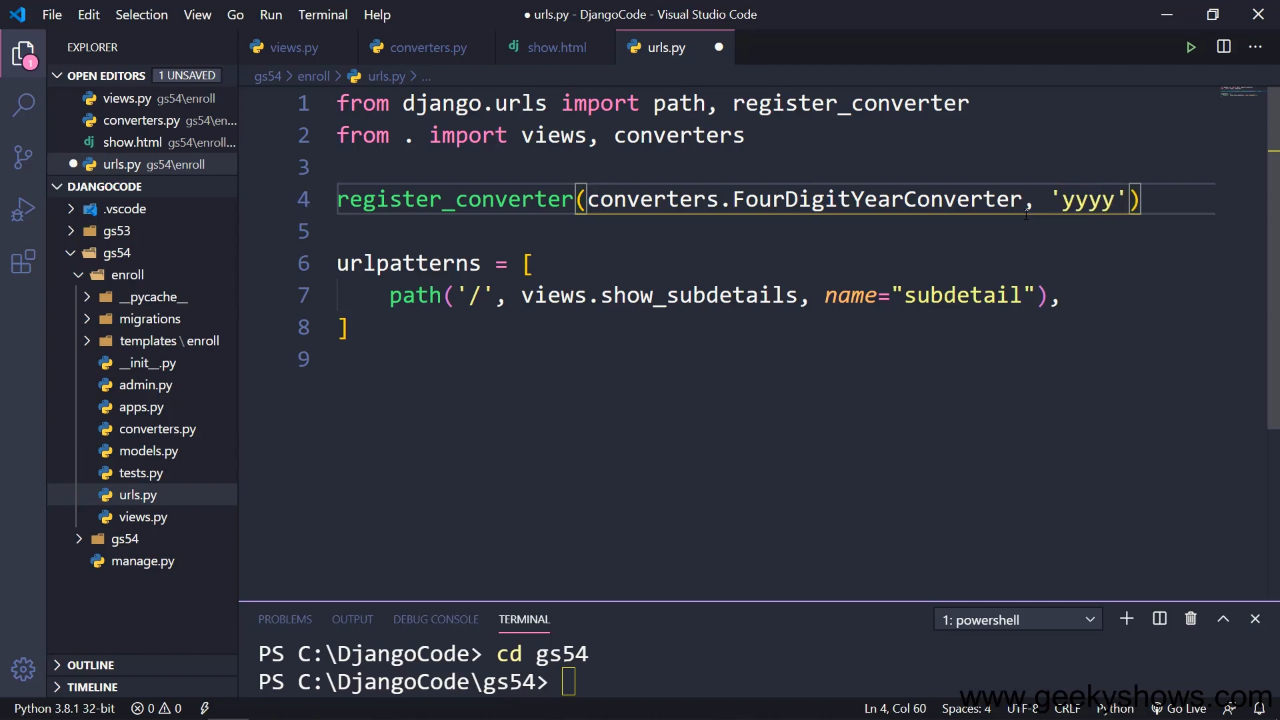 File Edit Selection View Go Run Terminal Help
● urls.py - DjangoCode - Visual Studio Code
EXPLORER
views.py converters.py show.html urls.py
OPEN EDITORS 1 UNSAVED
gs54 > enroll > urls.py > ...
views.py gs54\enroll
converters.py gs54\en...
show.html gs54\enroll...
urls.py gs54\enroll
DJANGOCODE
.vscode
gs53
gs54
enroll
__pycache__
migrations
templates \ enroll
__init__.py
admin.py
apps.py
converters.py
models.py
tests.py
urls.py
views.py
gs54
manage.py
OUTLINE
TIMELINE
1 from django.urls import path, register_converter
2 from . import views, converters
3
4 register_converter(converters.FourDigitYearConverter, 'yyyy')
5
6 urlpatterns = [
7 path('/', views.show_subdetails, name="subdetail"),
8 ]
9
PROBLEMS OUTPUT DEBUG CONSOLE TERMINAL 1: powershell
PS C:\DjangoCode> cd gs54
PS C:\DjangoCode\gs54>
www.geekyshows.com
1
Python 3.8.1 32-bit 0 0 Ln 4, Col 60 Spaces: 4 UTF-8 CRLF Python Go Live